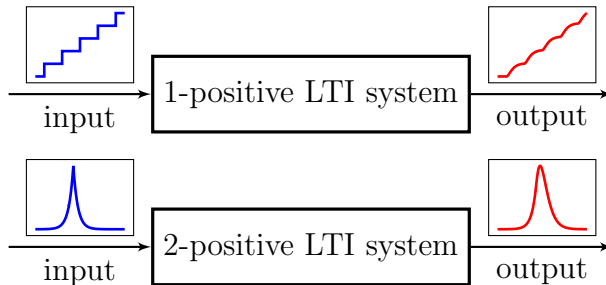 1-positive LTI system
input
output
2-positive LTI system
input
output